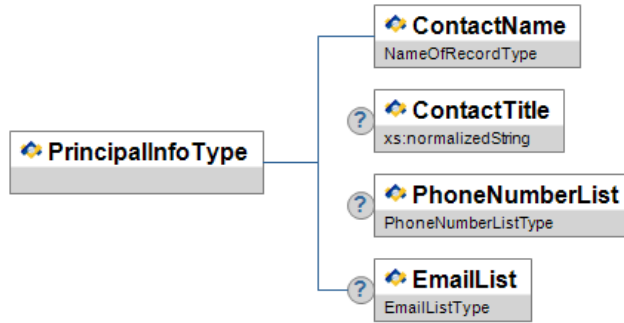 ContactName
NameOfRecordType
?
ContactTitle
xs:normalizedString
PrincipalInfoType
?
PhoneNumberList
PhoneNumberListType
?
EmailList
EmailListType